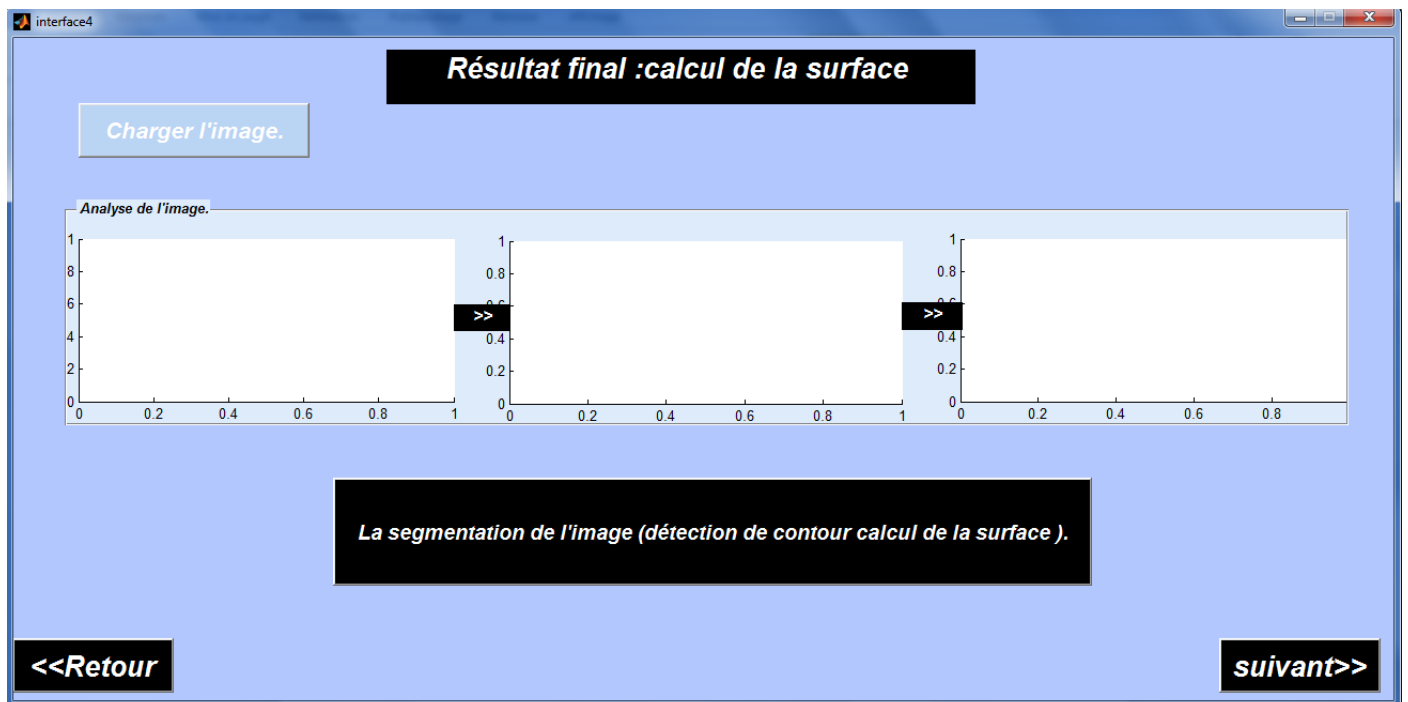 interface4
Résultat final :calcul de la surface
Charger l'image.
Analyse de l'image.
1
8
6
4
2
0
0 0.2 0.4 0.6 0.8 1
>>
1
0.8
0.4
0.2
0
0 0.2 0.4 0.6 0.8 1
>>
1
0.8
0.4
0.2
0
0 0.2 0.4 0.6 0.8
La segmentation de l'image (détection de contour calcul de la surface ).
<<Retour
suivant>>